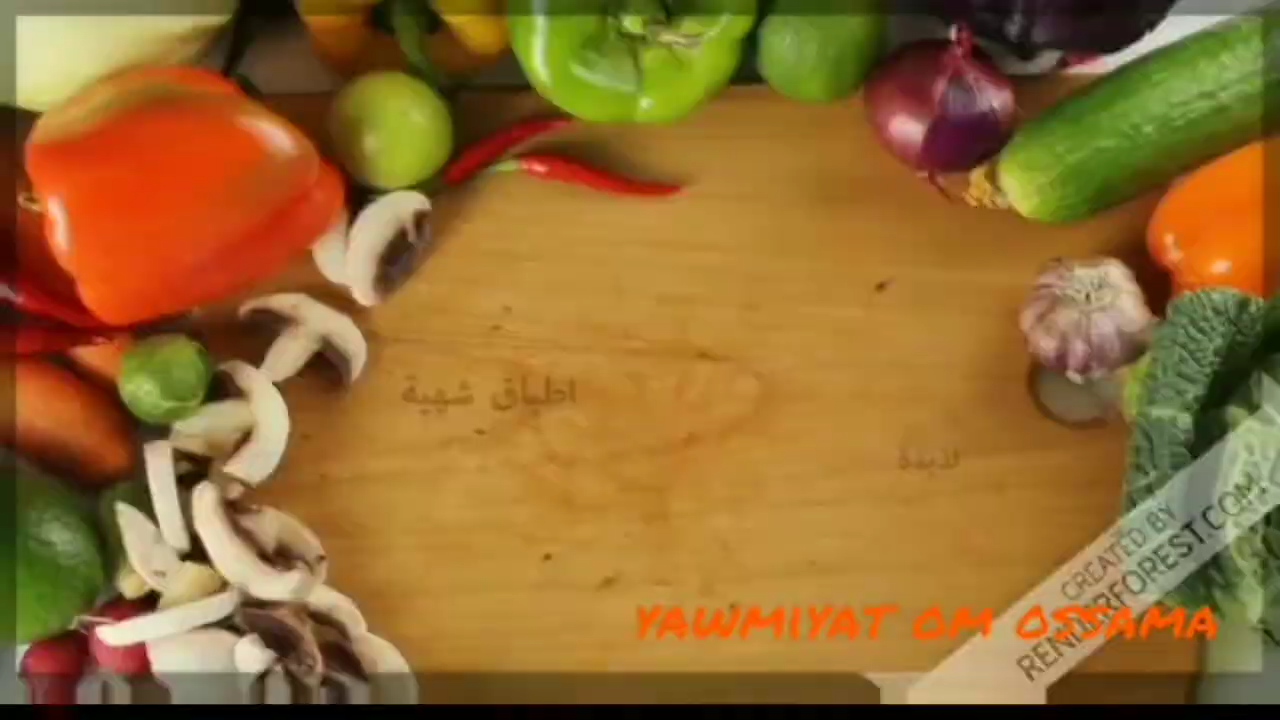 اطباق شهية
YAWMIYAT OM OSSAMA
CREATED BY
RENDERFOREST.COM